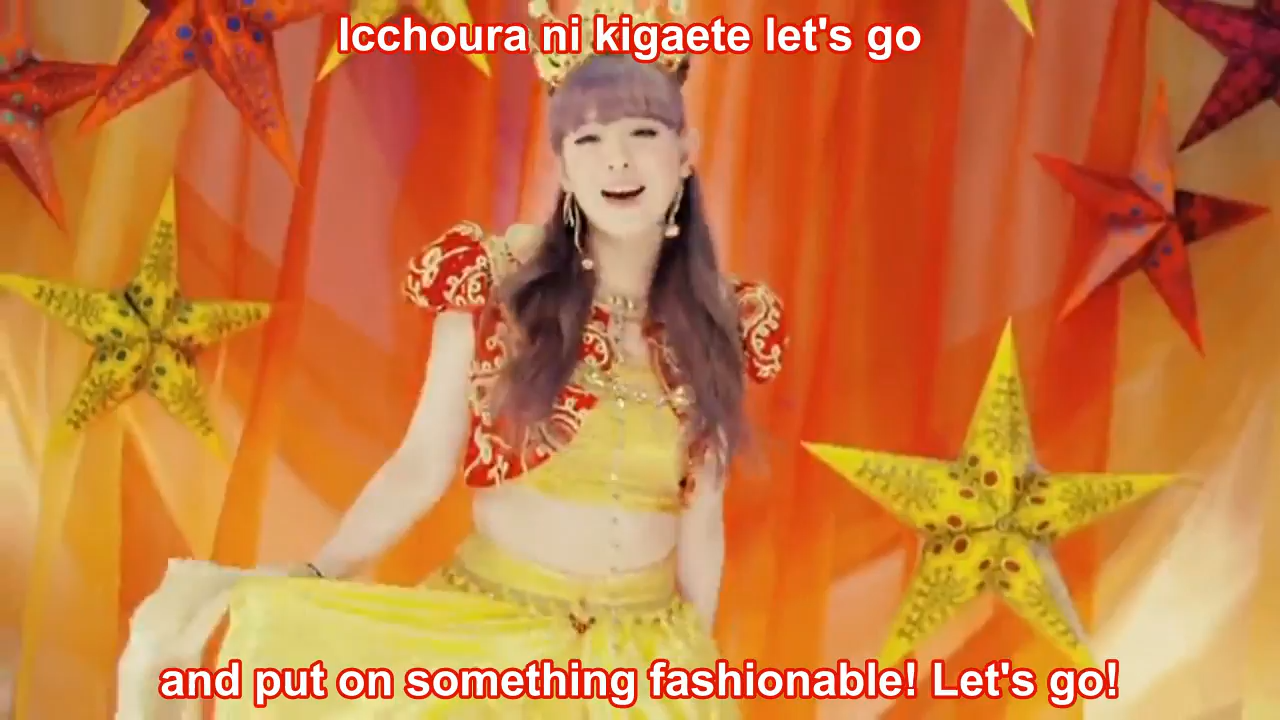 Icchoura ni kigaete let's go
and put on something fashionable! Let's go!